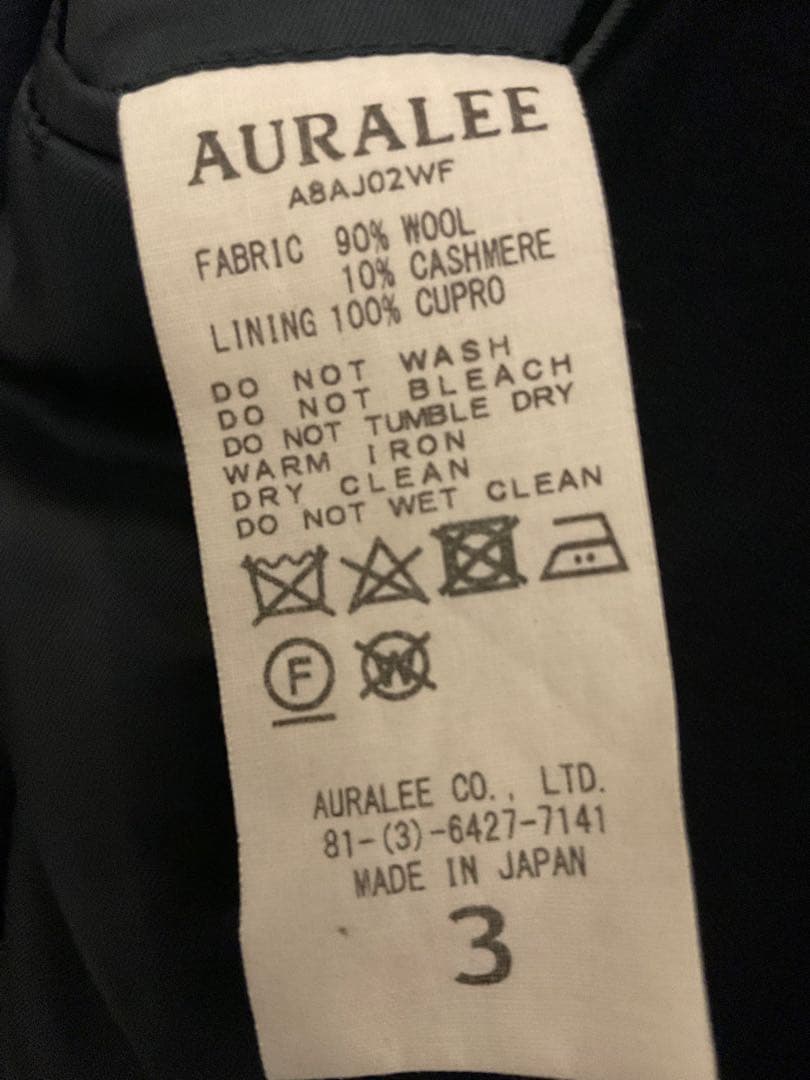 AURALEE
A8AJ02WF
FABRIC 90% WOOL
10% CASHMERE
LINING 100% CUPRO
DO NOT WASH
DO NOT BLEACH
DO NOT TUMBLE DRY
WARM IRON
DRY CLEAN
DO NOT WET CLEAN
F W
AURALEE CO., LTD.
81-(3)-6427-7141
MADE IN JAPAN
3